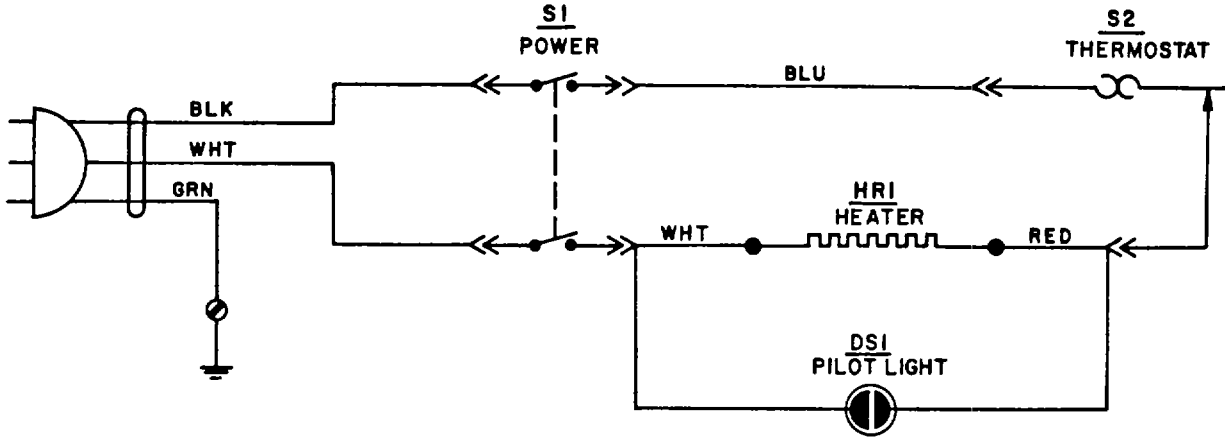 S1
POWER
S2
THERMOSTAT
BLU
BLK
WHT
GRN
HR1
HEATER
WHT
RED
DS1
PILOT LIGHT